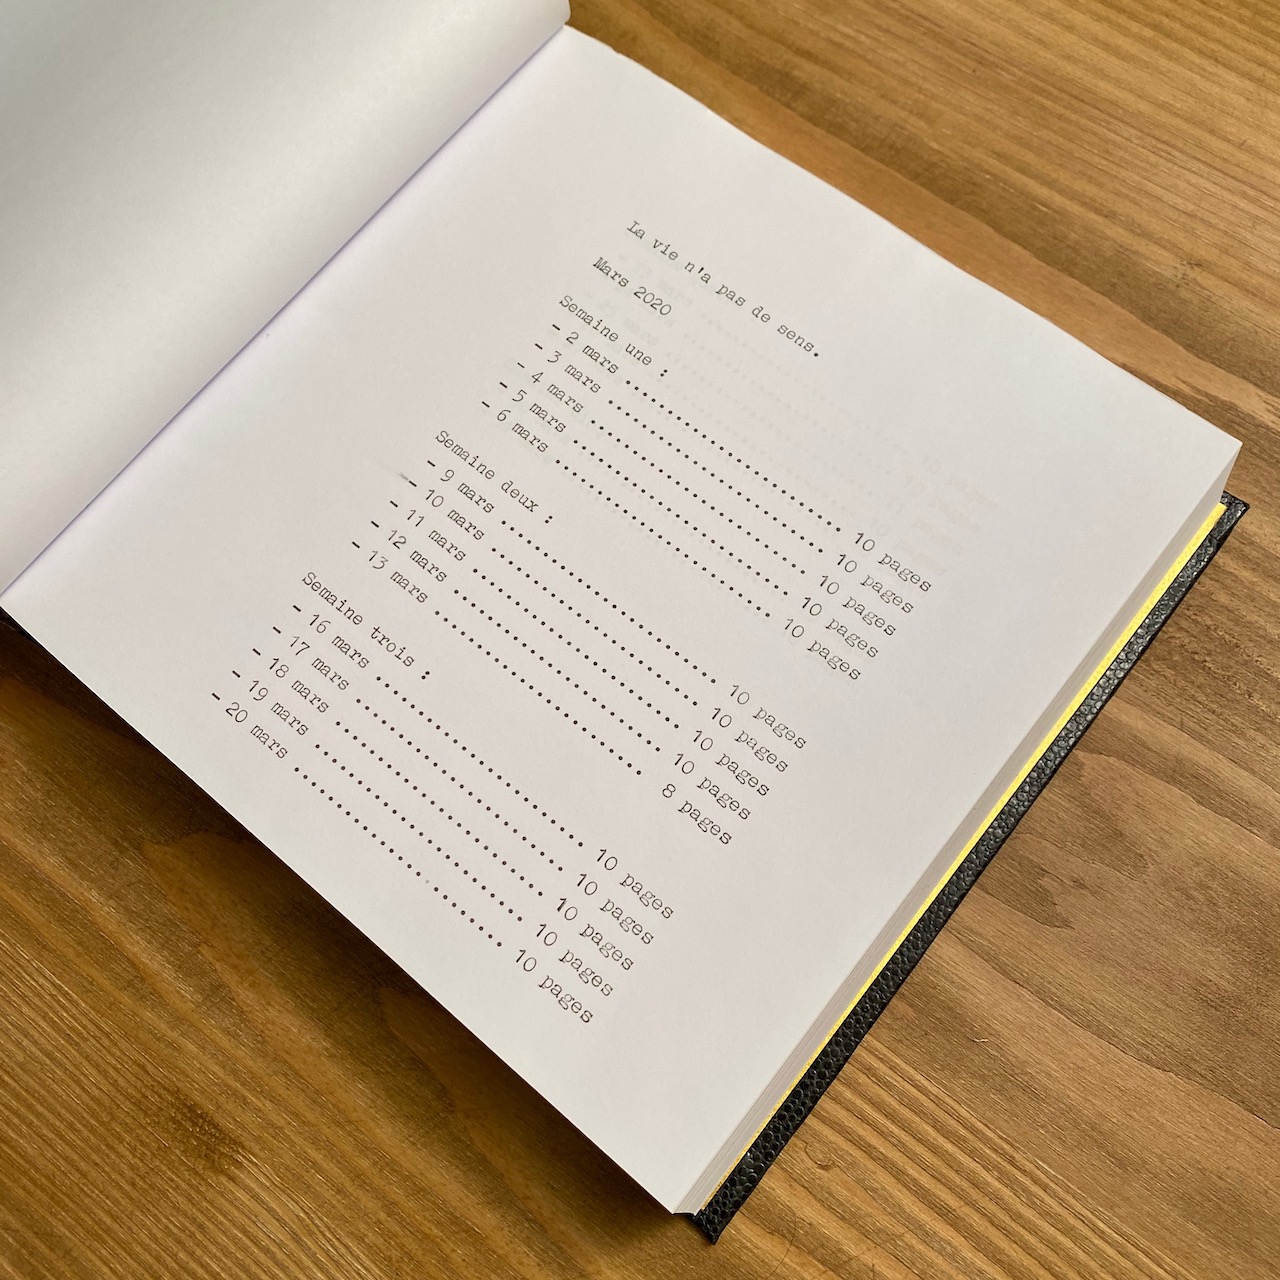 La vie n'a pas de sens.
Mars 2020
Semaine une :
- 2 mars ........................ 10 pages
- 3 mars ........................ 10 pages
- 4 mars ........................ 10 pages
- 5 mars ........................ 10 pages
- 6 mars ........................ 10 pages
Semaine deux :
- 9 mars ........................ 10 pages
- 10 mars ....................... 10 pages
- 11 mars ....................... 10 pages
- 12 mars ....................... 10 pages
- 13 mars ....................... 8 pages
Semaine trois :
- 16 mars ....................... 10 pages
- 17 mars ....................... 10 pages
- 18 mars ....................... 10 pages
- 19 mars ....................... 10 pages
- 20 mars ....................... 10 pages